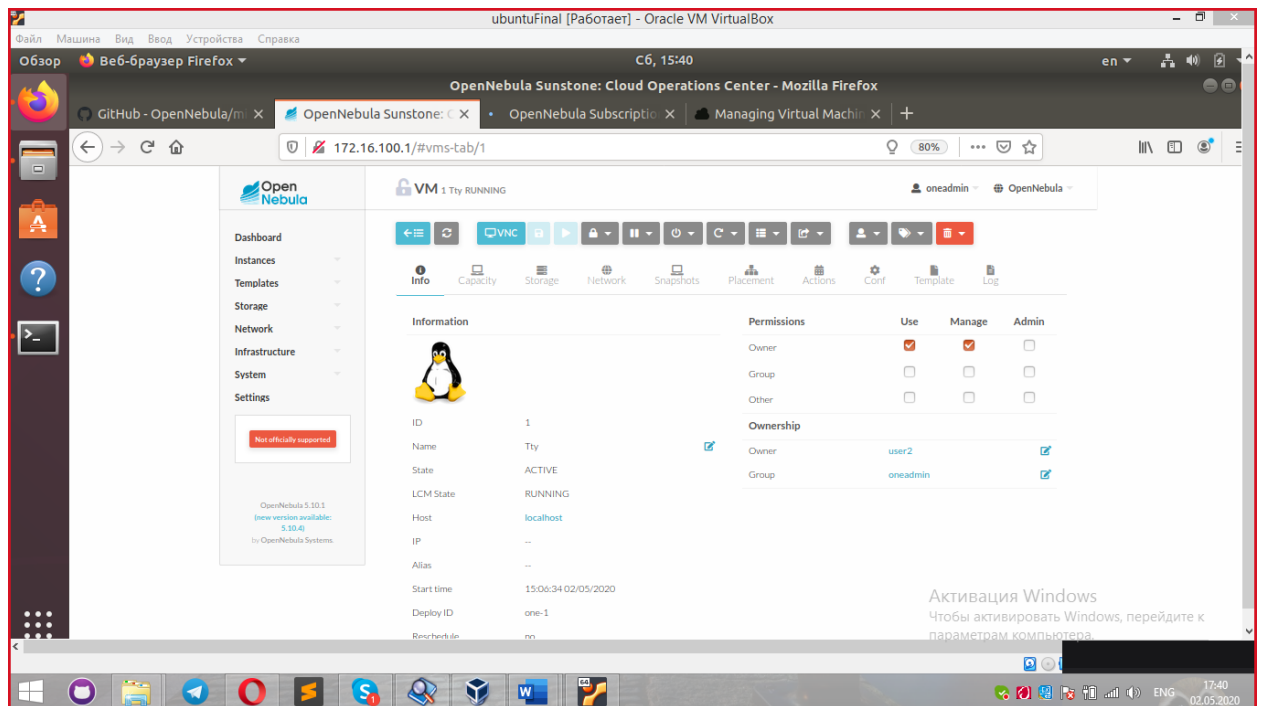 ubuntuFinal [Работает] - Oracle VM VirtualBox
Файл Машина Вид Ввод Устройства Справка
Обзор Веб-браузер Firefox Сб, 15:40 en
OpenNebula Sunstone: Cloud Operations Center - Mozilla Firefox
GitHub - OpenNebula/mi OpenNebula Sunstone: C OpenNebula Subscriptio Managing Virtual Machin
172.16.100.1/#vms-tab/1 80%
Open Nebula
VM 1 Tty RUNNING oneadmin OpenNebula
VNC
Dashboard
Instances
Templates
Storage
Network
Infrastructure
System
Settings
Not officially supported
OpenNebula 5.10.1
(new version available:
5.10.4)
by OpenNebula Systems.
Info Capacity Storage Network Snapshots Placement Actions Conf Template Log
Information
ID 1
Name Tty
State ACTIVE
LCM State RUNNING
Host localhost
IP --
Alias --
Start time 15:06:34 02/05/2020
Deploy ID one-1
Reschedule no
Permissions Use Manage Admin
Owner
Group
Other
Ownership
Owner user2
Group oneadmin
Активация Windows
Чтобы активировать Windows, перейдите к
параметрам компьютера.
64
ENG 17:40
02.05.2020